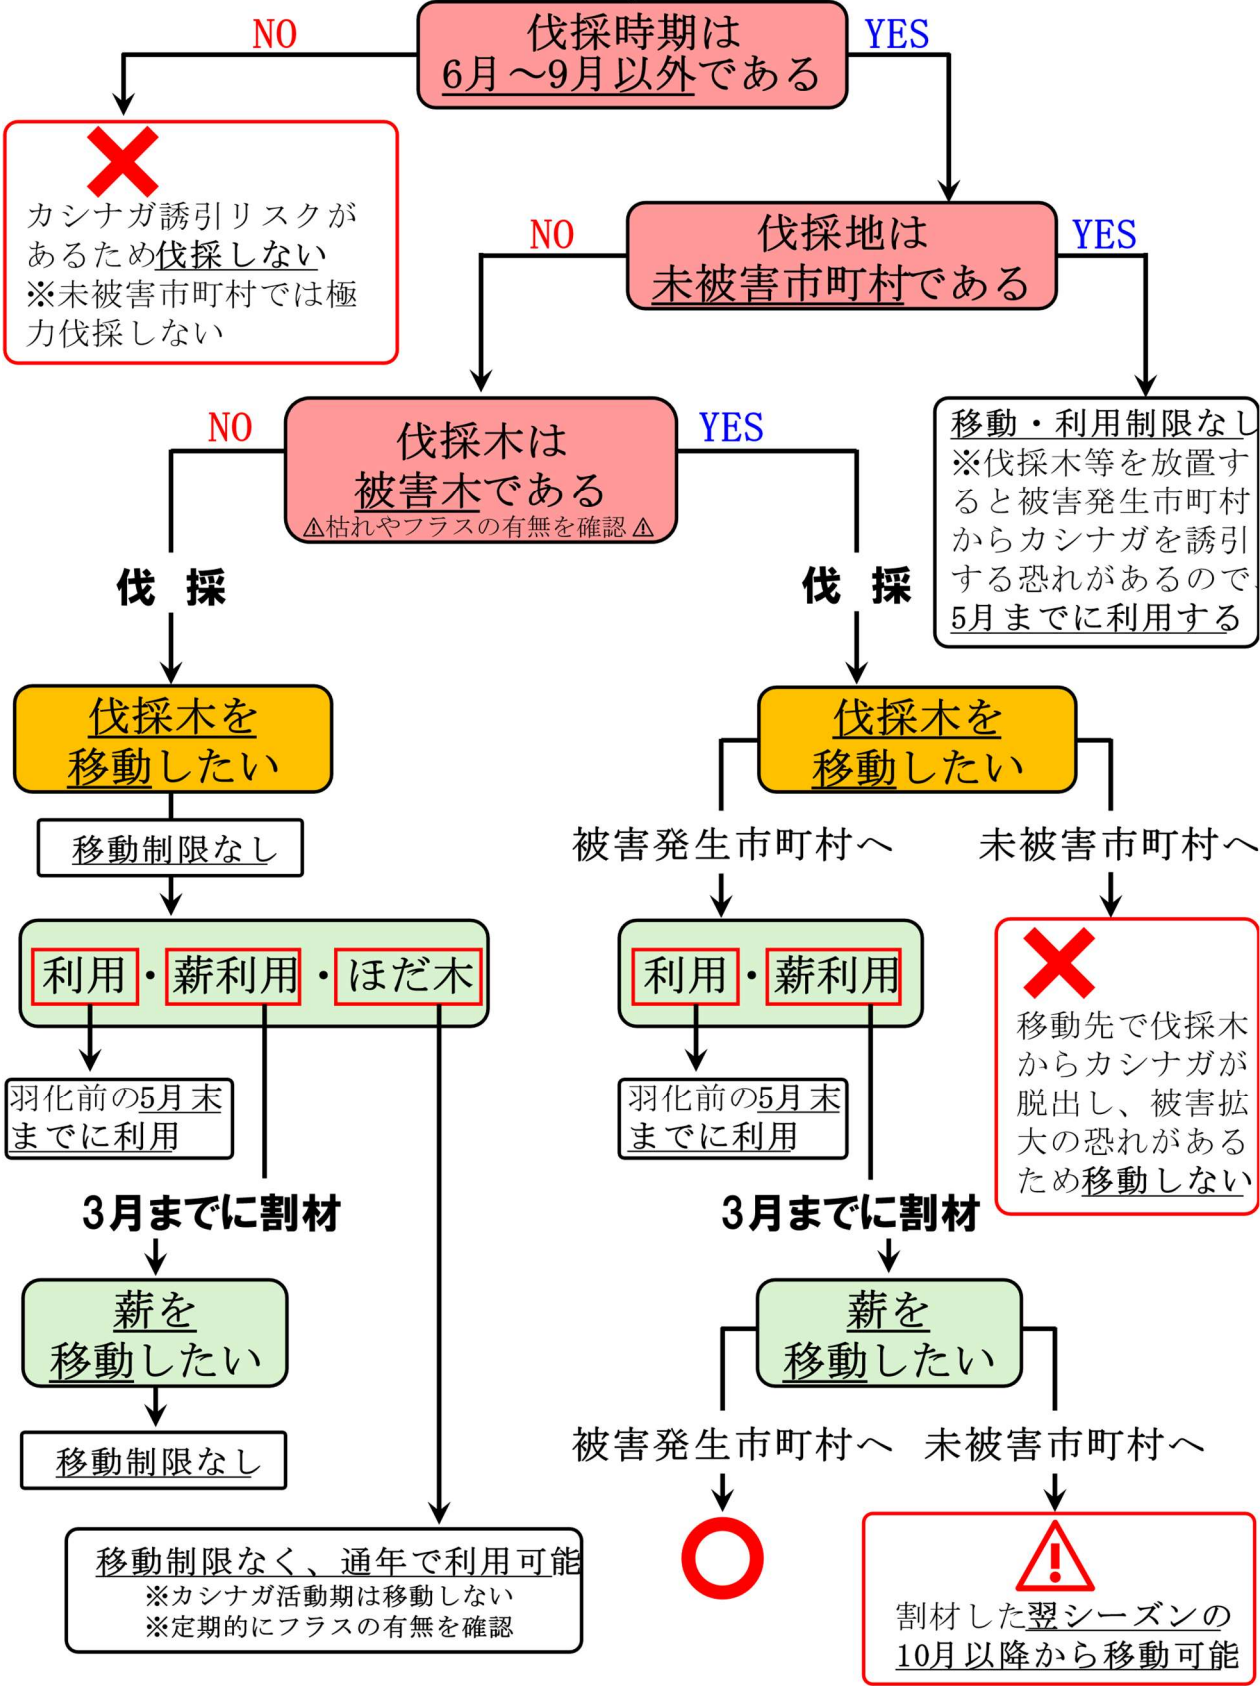 伐採時期は
6月～9月以外である
NO
YES
カシナガ誘引リスクが
あるため伐採しない
※未被害市町村では極
力伐採しない
伐採地は
未被害市町村である
NO
YES
移動・利用制限なし
※伐採木等を放置す
ると被害発生市町村
からカシナガを誘引
する恐れがあるので、
5月までに利用する
伐採木は
被害木である
⚠枯れやフラスの有無を確認⚠
NO
YES
伐 採
伐 採
伐採木を
移動したい
移動制限なし
利用・薪利用・ほだ木
羽化前の5月末
までに利用
3月までに割材
薪を
移動したい
移動制限なし
移動制限なく、通年で利用可能
※カシナガ活動期は移動しない
※定期的にフラスの有無を確認
伐採木を
移動したい
被害発生市町村へ
未被害市町村へ
利用・薪利用
移動先で伐採木
からカシナガが
脱出し、被害拡
大の恐れがある
ため移動しない
羽化前の5月末
までに利用
3月までに割材
薪を
移動したい
被害発生市町村へ
未被害市町村へ
割材した翌シーズンの
10月以降から移動可能